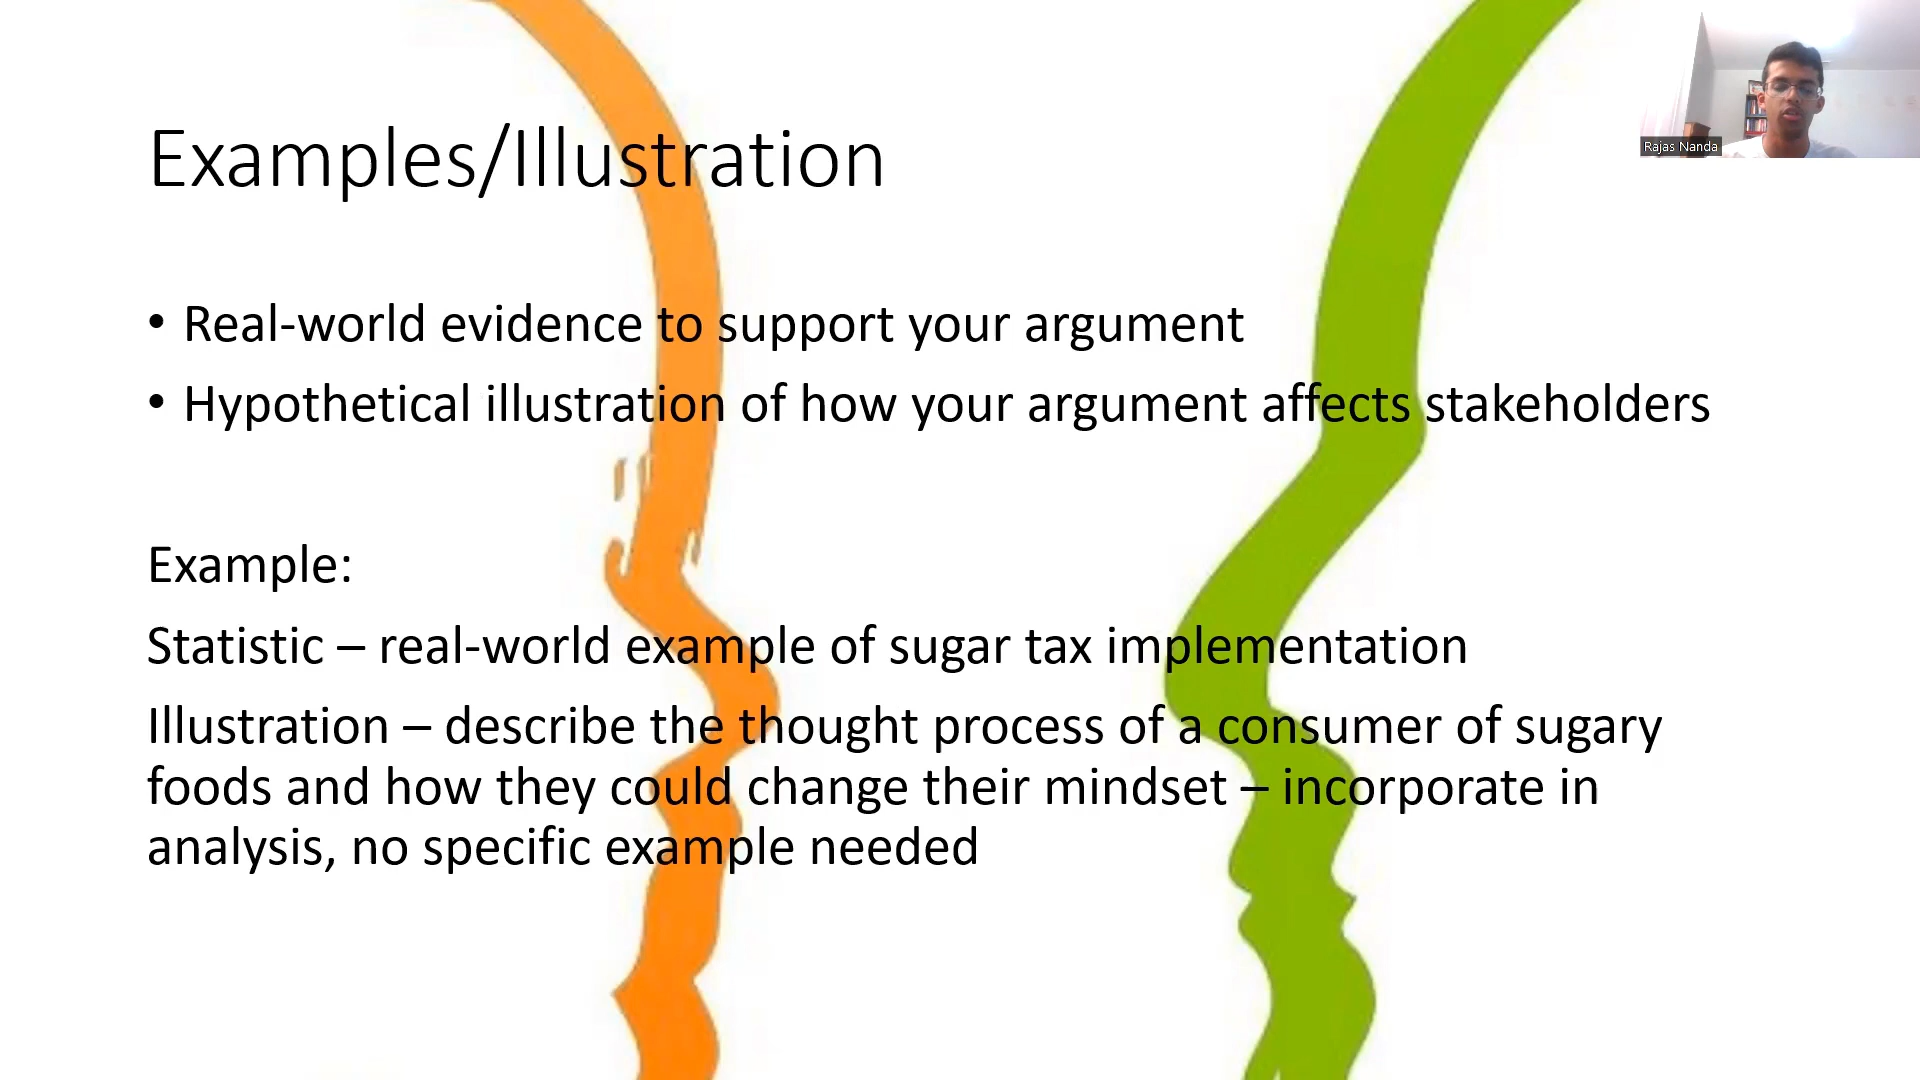 Examples/Illustration
Rajas Nanda
• Real-world evidence to support your argument
• Hypothetical illustration of how your argument affects stakeholders
Example:
Statistic – real-world example of sugar tax implementation
Illustration – describe the thought process of a consumer of sugary
foods and how they could change their mindset – incorporate in
analysis, no specific example needed